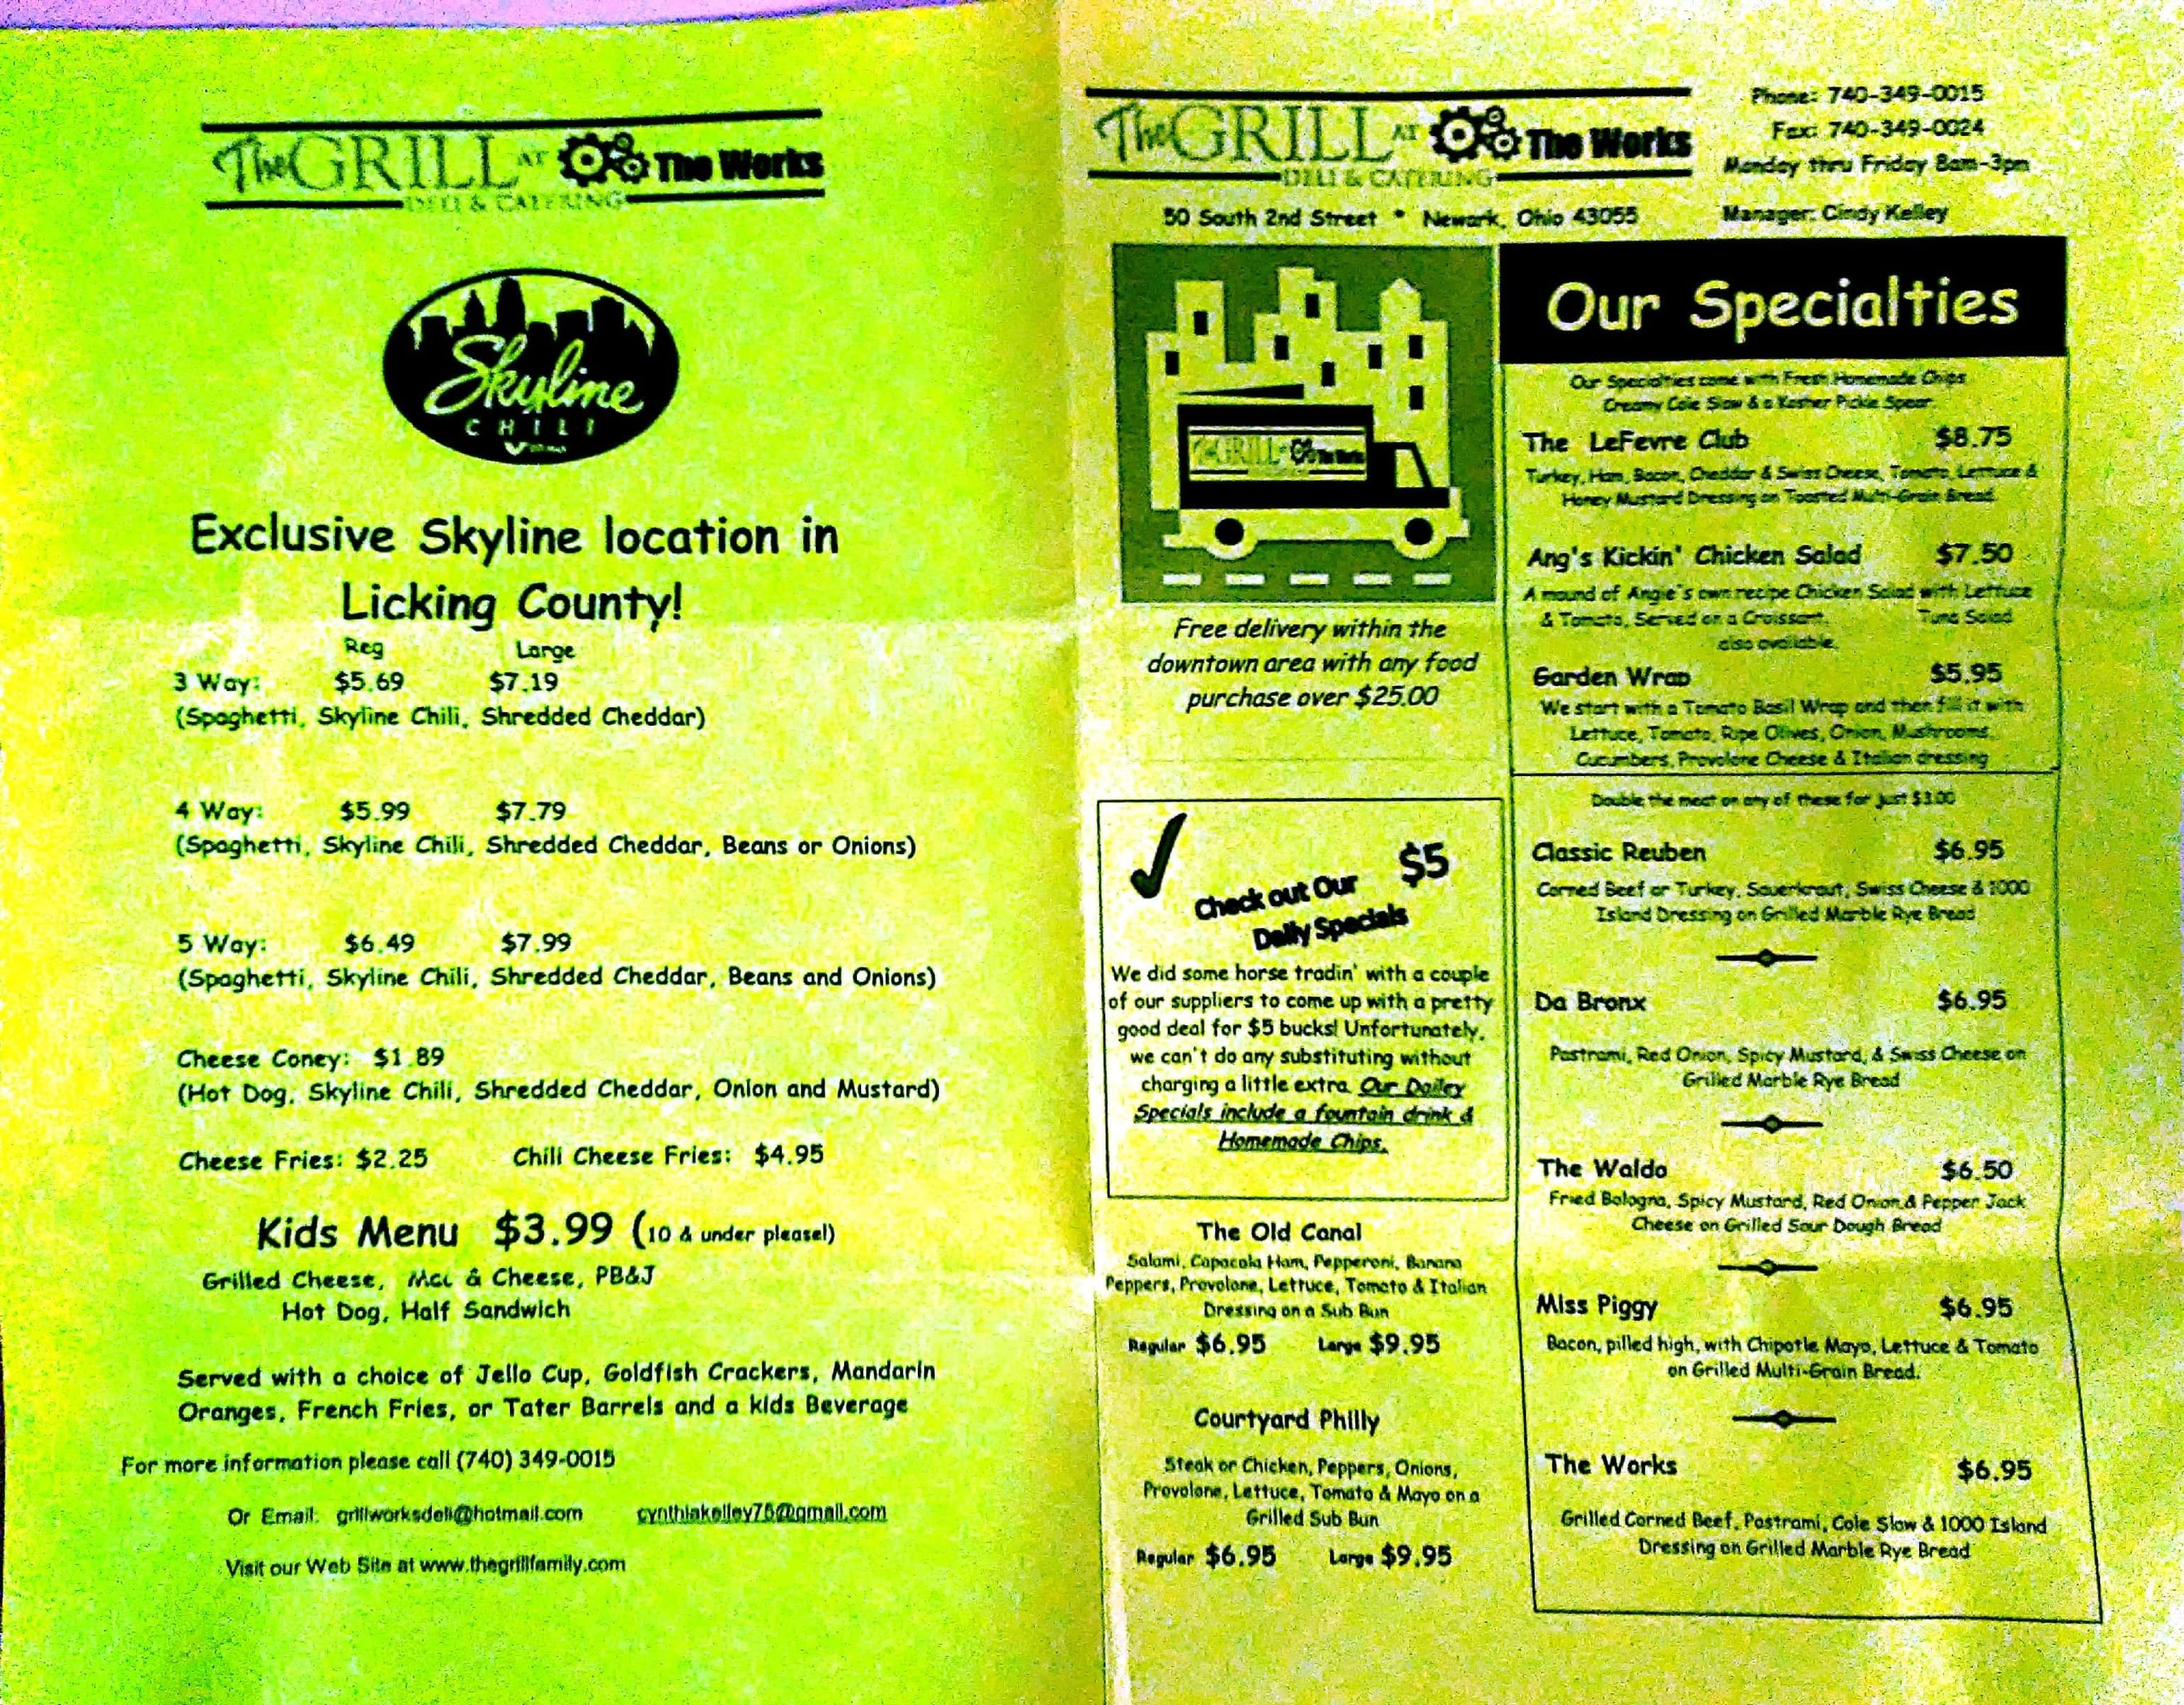 The GRILL AT The Works
DELI & CATERING
Skyline
CHILI
Exclusive Skyline location in
Licking County!
Reg Large
3 Way: $5.69 $7.19
(Spaghetti, Skyline Chili, Shredded Cheddar)
4 Way: $5.99 $7.79
(Spaghetti, Skyline Chili, Shredded Cheddar, Beans or Onions)
5 Way: $6.49 $7.99
(Spaghetti, Skyline Chili, Shredded Cheddar, Beans and Onions)
Cheese Coney: $1.89
(Hot Dog, Skyline Chili, Shredded Cheddar, Onion and Mustard)
Cheese Fries: $2.25 Chili Cheese Fries: $4.95
Kids Menu $3.99 (10 & under please!)
Grilled Cheese, Mac & Cheese, PB&J
Hot Dog, Half Sandwich
Served with a choice of Jello Cup, Goldfish Crackers, Mandarin
Oranges, French Fries, or Tater Barrels and a kids Beverage
For more information please call (740) 349-0015
Or Email: grillworksdeli@hotmail.com cynthiakelley75@gmail.com
Visit our Web Site at www.thegrillfamily.com
The GRILL AT The Works
DELI & CATERING
50 South 2nd Street * Newark, Ohio 43055
Phone: 740-349-0015
Fax: 740-349-0024
Monday thru Friday 8am-3pm
Manager: Cindy Kelley
The GRILL AT The Works
Free delivery within the
downtown area with any food
purchase over $25.00
Check out Our $5
Daily Specials
We did some horse tradin' with a couple
of our suppliers to come up with a pretty
good deal for $5 bucks! Unfortunately,
we can't do any substituting without
charging a little extra. Our Dailey
Specials include a fountain drink &
Homemade Chips.
The Old Canal
Salami, Capacola Ham, Pepperoni, Banana
Peppers, Provolone, Lettuce, Tomato & Italian
Dressing on a Sub Bun
Regular $6.95 Large $9.95
Courtyard Philly
Steak or Chicken, Peppers, Onions,
Provolone, Lettuce, Tomato & Mayo on a
Grilled Sub Bun
Regular $6.95 Large $9.95
Our Specialties
Our Specialties come with Fresh Homemade Chips
Creamy Cole Slaw & a Kosher Pickle Spear.
The LeFevre Club $8.75
Turkey, Ham, Bacon, Cheddar & Swiss Cheese, Tomato, Lettuce &
Honey Mustard Dressing on Toasted Multi-Grain Bread
Ang's Kickin' Chicken Salad $7.50
A mound of Angie's own recipe Chicken Salad with Lettuce
& Tomato, Served on a Croissant. Tuna Salad
also available.
Garden Wrap $5.95
We start with a Tomato Basil Wrap and then fill it with
Lettuce, Tomato, Ripe Olives, Onion, Mushrooms,
Cucumbers, Provolone Cheese & Italian dressing
Double the meat on any of these for just $3.00
Classic Reuben $6.95
Corned Beef or Turkey, Sauerkraut, Swiss Cheese & 1000
Island Dressing on Grilled Marble Rye Bread
Da Bronx $6.95
Pastrami, Red Onion, Spicy Mustard, & Swiss Cheese on
Grilled Marble Rye Bread
The Waldo $6.50
Fried Bologna, Spicy Mustard, Red Onion & Pepper Jack
Cheese on Grilled Sour Dough Bread
Miss Piggy $6.95
Bacon, pilled high, with Chipotle Mayo, Lettuce & Tomato
on Grilled Multi-Grain Bread.
The Works $6.95
Grilled Corned Beef, Pastrami, Cole Slaw & 1000 Island
Dressing on Grilled Marble Rye Bread